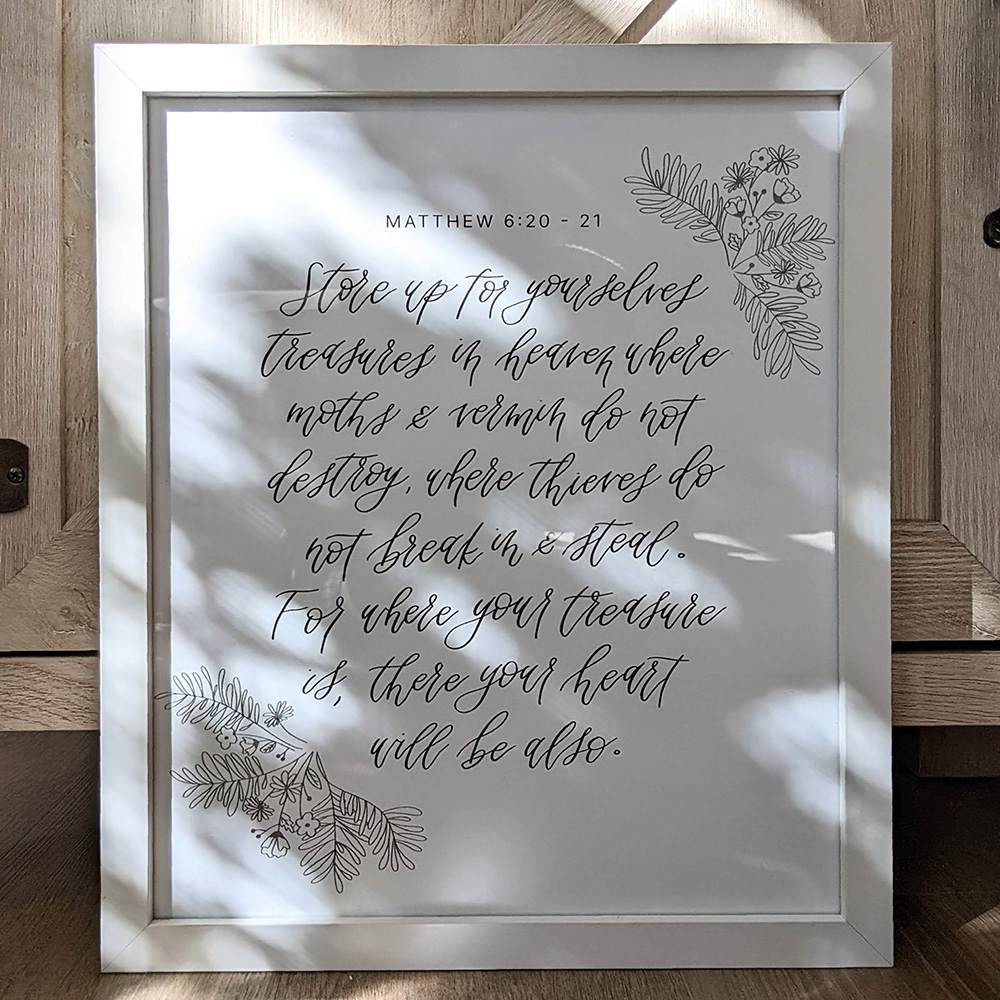 MATTHEW 6:20 - 21
Store up for yourselves
treasures in heaven where
moths & vermin do not
destroy, where thieves do
not break in & steal.
For where your treasure
is, there your heart
will be also.